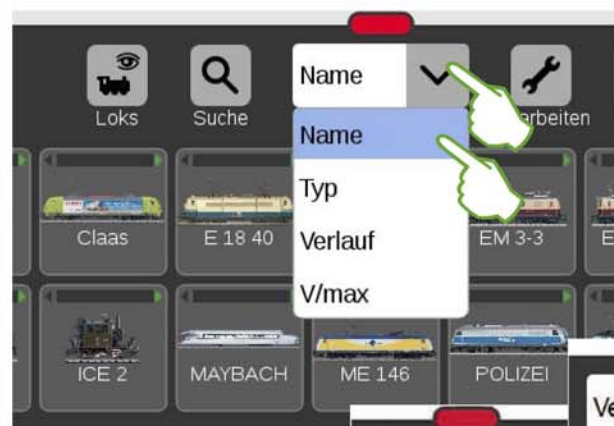 Name
Loks
Suche
arbeiten
Name
Typ
Verlauf
V/max
Claas
E 18 40
EM 3-3
E
ICE 2
MAYBACH
ME 146
POLIZEI
Ve